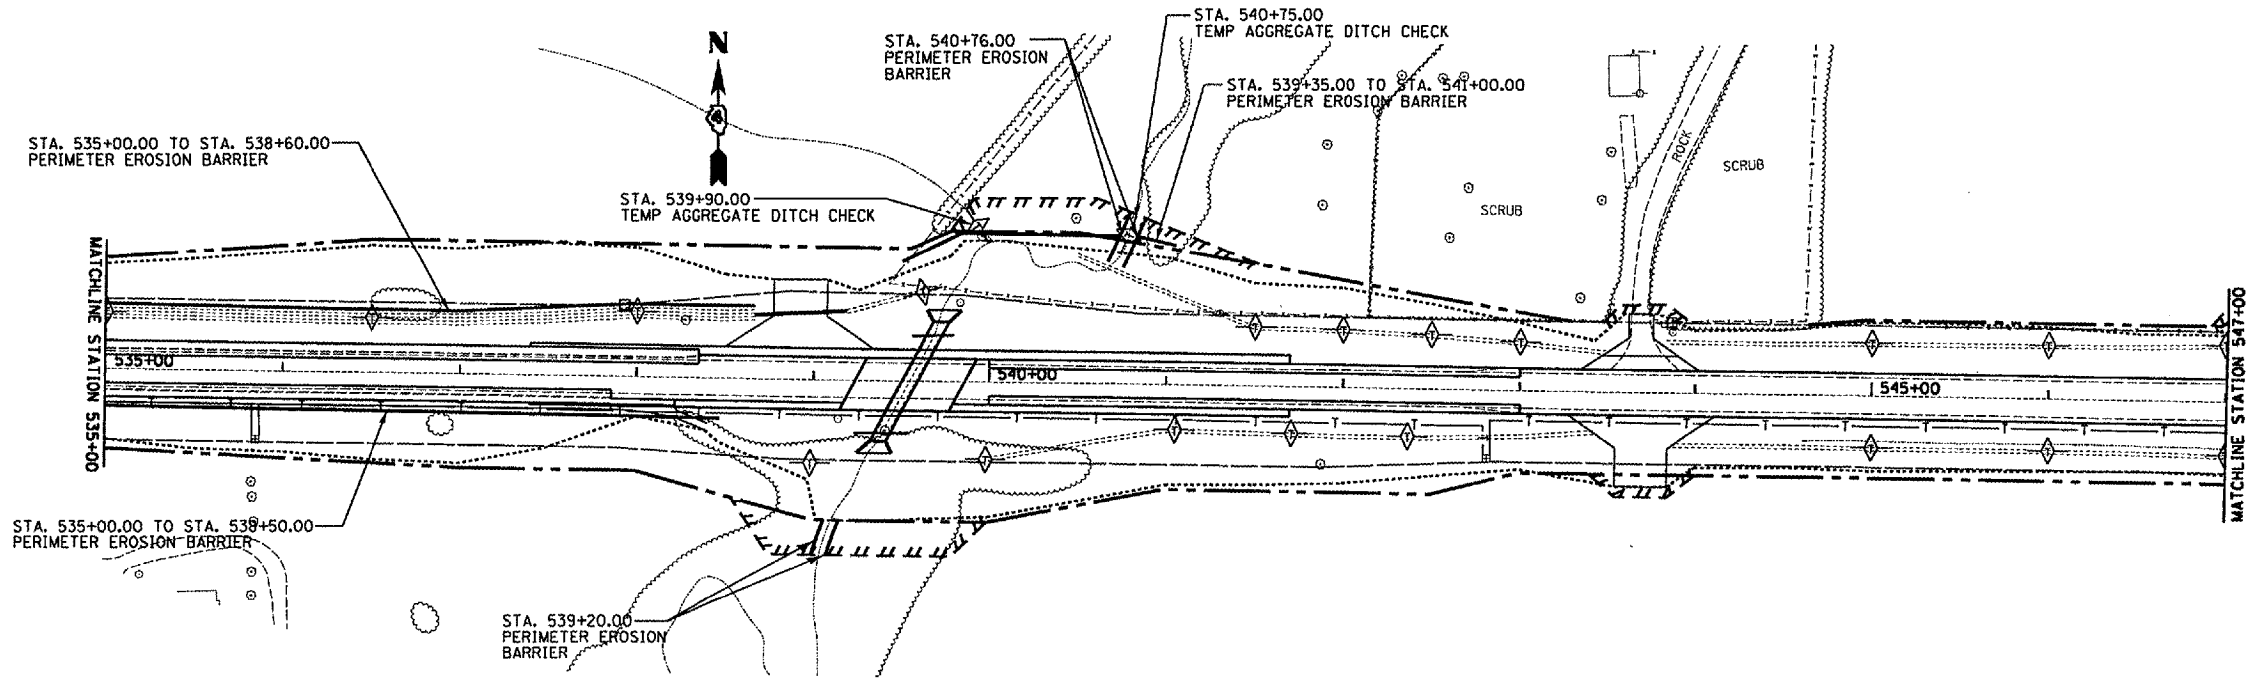 STA. 540+75.00
TEMP AGGREGATE DITCH CHECK
N
STA. 540+76.00
PERIMETER EROSION
BARRIER
STA. 539+35.00 TO STA. 541+00.00
PERIMETER EROSION BARRIER
STA. 535+00.00 TO STA. 538+60.00
PERIMETER EROSION BARRIER
ROCK
SCRUB
STA. 539+90.00
TEMP AGGREGATE DITCH CHECK
SCRUB
MATCHLINE STATION 535+00
535+00
540+00
545+00
MATCHLINE STATION 547+00
STA. 535+00.00 TO STA. 538+50.00
PERIMETER EROSION BARRIER
STA. 539+20.00
PERIMETER EROSION
BARRIER